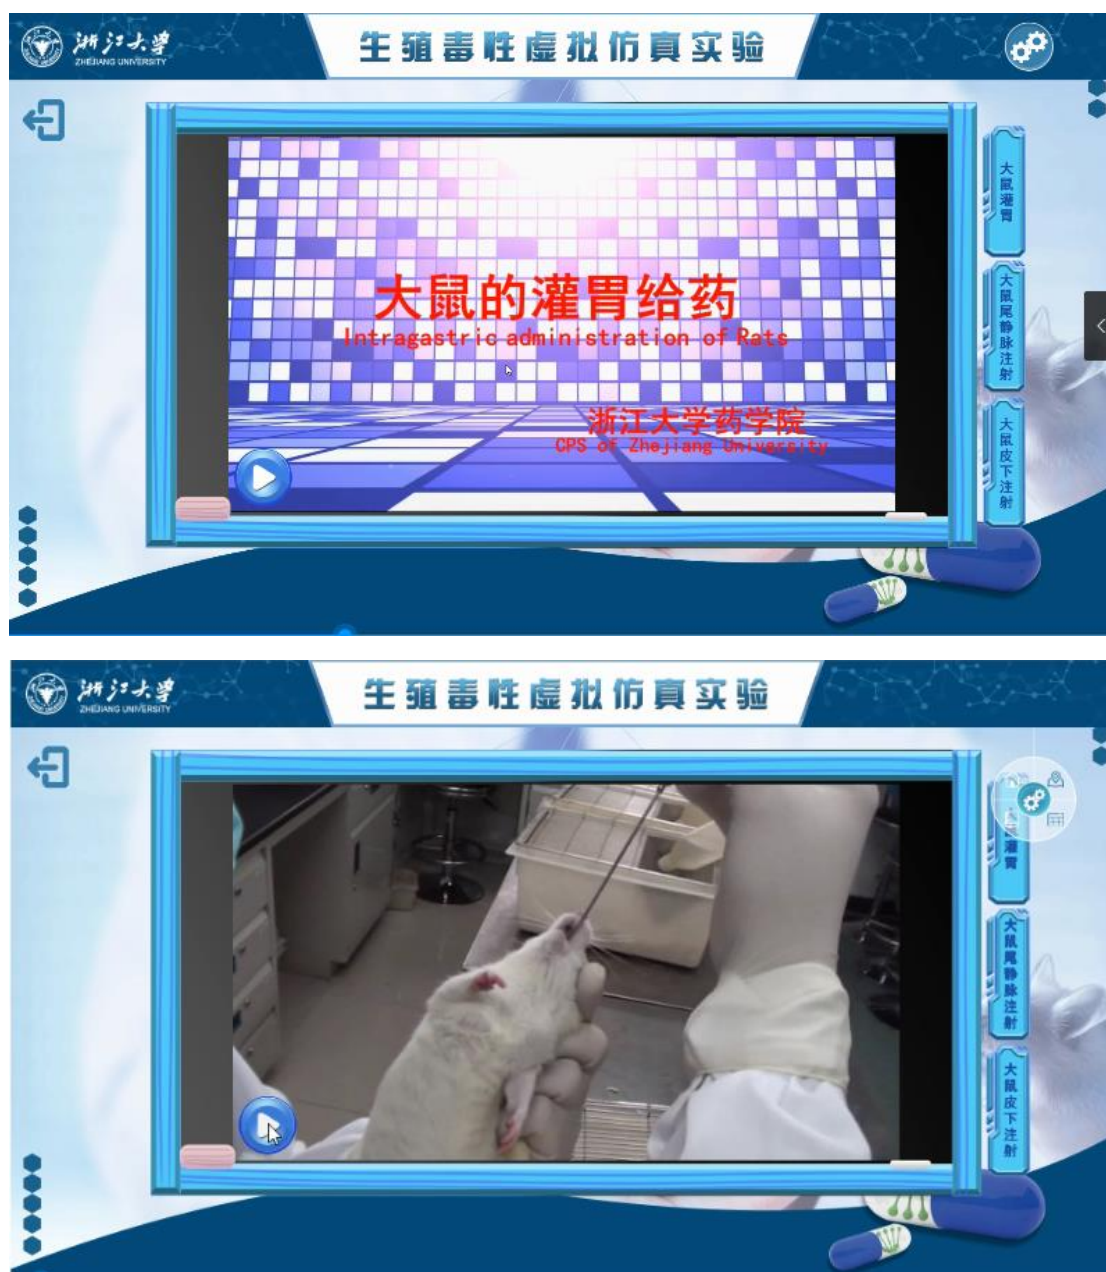 浙江大学
ZHEJIANG UNIVERSITY
生殖毒性虚拟仿真实验
大鼠的灌胃给药
Intragastric administration of Rats
浙江大学药学院
CPS of Zhejiang University
大鼠灌胃
大鼠尾静脉注射
大鼠皮下注射
浙江大学
ZHEJIANG UNIVERSITY
生殖毒性虚拟仿真实验
灌胃
大鼠尾静脉注射
大鼠皮下注射